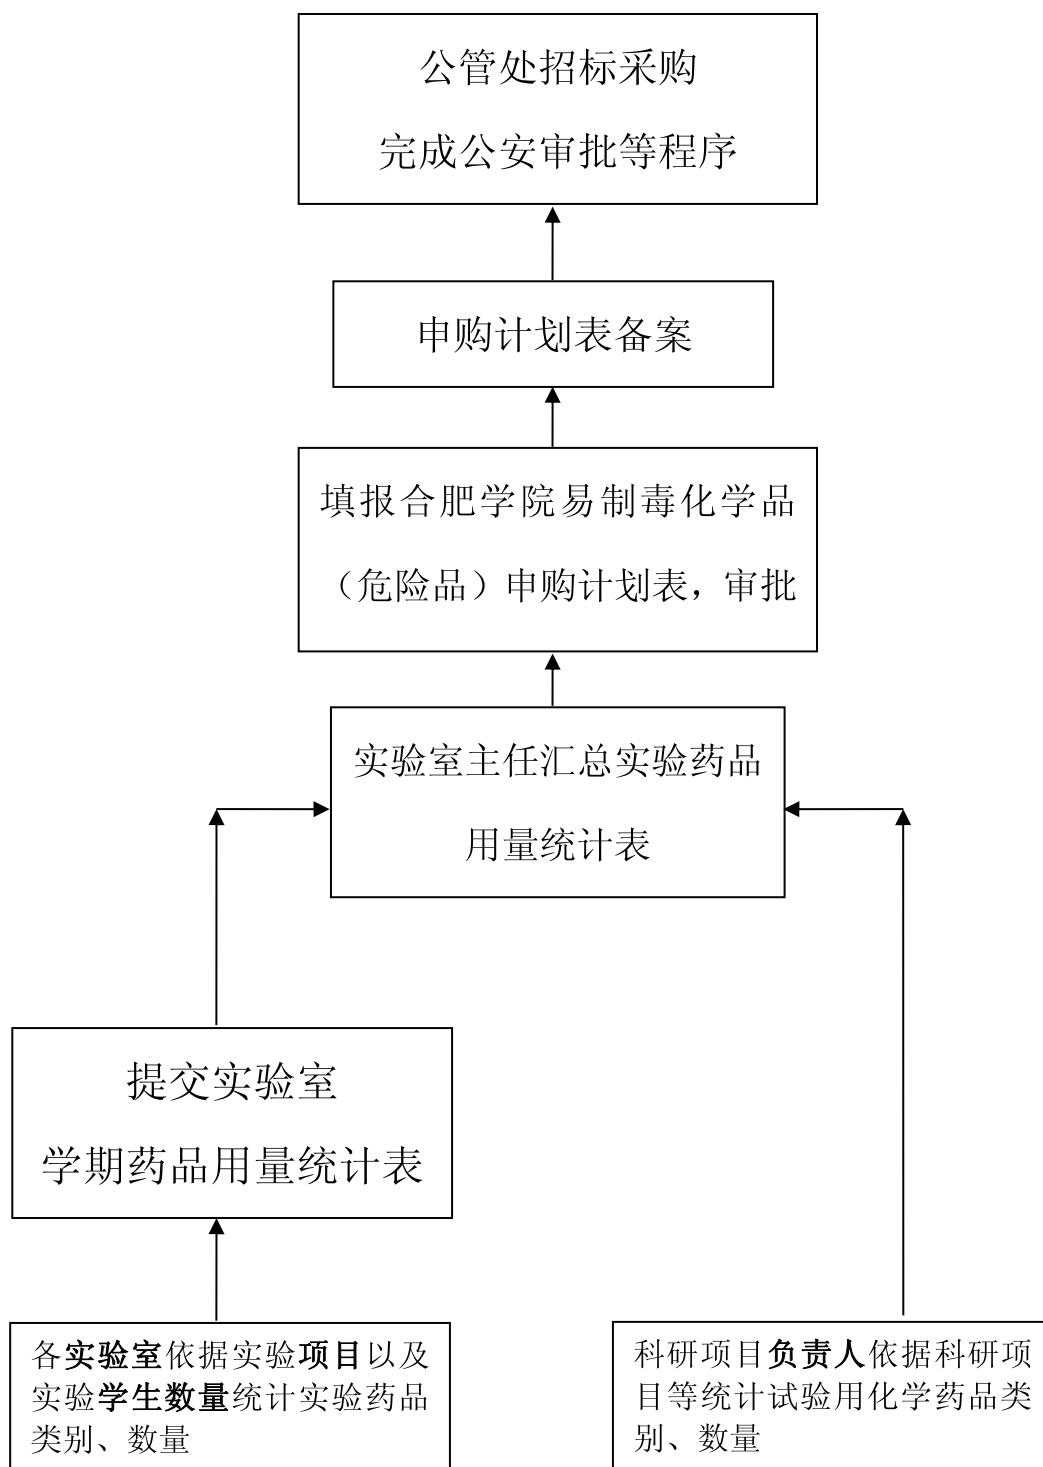 公管处招标采购
完成公安审批等程序
申购计划表备案
填报合肥学院易制毒化学品
（危险品）申购计划表，审批
实验室主任汇总实验药品
用量统计表
提交实验室
学期药品用量统计表
各实验室依据实验项目以及
实验学生数量统计实验药品
类别、数量
科研项目负责人依据科研项
目等统计试验用化学药品类
别、数量